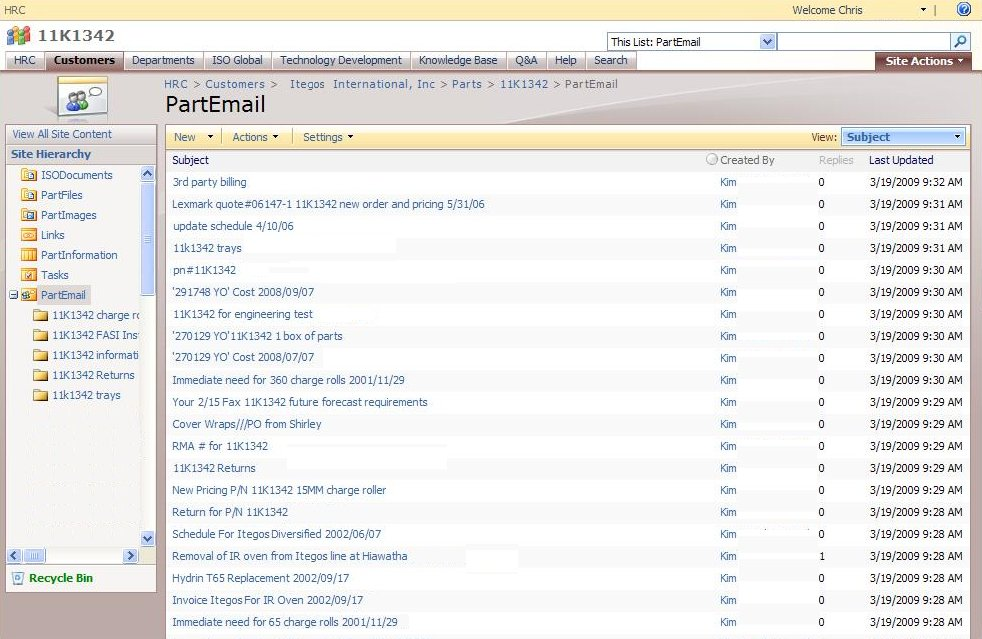 HRC
Welcome Chris
11K1342
This List: PartEmail
HRC Customers Departments ISO Global Technology Development Knowledge Base Q&A Help Search Site Actions
HRC > Customers > Itegos International, Inc > Parts > 11K1342 > PartEmail
PartEmail
View All Site Content
Site Hierarchy
ISODocuments
PartFiles
PartImages
Links
PartInformation
Tasks
PartEmail
11K1342 charge ro
11K1342 FASI Ins
11K1342 informati
11K1342 Returns
11k1342 trays
Recycle Bin
New Actions Settings View: Subject
Subject Created By Replies Last Updated
3rd party billing Kim 0 3/19/2009 9:32 AM
Lexmark quote#06147-1 11K1342 new order and pricing 5/31/06 Kim 0 3/19/2009 9:31 AM
update schedule 4/10/06 Kim 0 3/19/2009 9:31 AM
11k1342 trays Kim 0 3/19/2009 9:31 AM
pn#11K1342 Kim 0 3/19/2009 9:30 AM
'291748 YO' Cost 2008/09/07 Kim 0 3/19/2009 9:30 AM
11K1342 for engineering test Kim 0 3/19/2009 9:30 AM
'270129 YO'11K1342 1 box of parts Kim 0 3/19/2009 9:30 AM
'270129 YO' Cost 2008/07/07 Kim 0 3/19/2009 9:30 AM
Immediate need for 360 charge rolls 2001/11/29 Kim 0 3/19/2009 9:30 AM
Your 2/15 Fax 11K1342 future forecast requirements Kim 0 3/19/2009 9:29 AM
Cover Wraps///PO from Shirley Kim 0 3/19/2009 9:29 AM
RMA # for 11K1342 Kim 0 3/19/2009 9:29 AM
11K1342 Returns Kim 0 3/19/2009 9:29 AM
New Pricing P/N 11K1342 15MM charge roller Kim 0 3/19/2009 9:29 AM
Return for P/N 11K1342 Kim 0 3/19/2009 9:28 AM
Schedule For Itegos Diversified 2002/06/07 Kim 0 3/19/2009 9:28 AM
Removal of IR oven from Itegos line at Hiawatha Kim 1 3/19/2009 9:28 AM
Hydrin T65 Replacement 2002/09/17 Kim 0 3/19/2009 9:28 AM
Invoice Itegos For IR Oven 2002/09/17 Kim 0 3/19/2009 9:28 AM
Immediate need for 65 charge rolls 2001/11/29 Kim 0 3/19/2009 9:28 AM